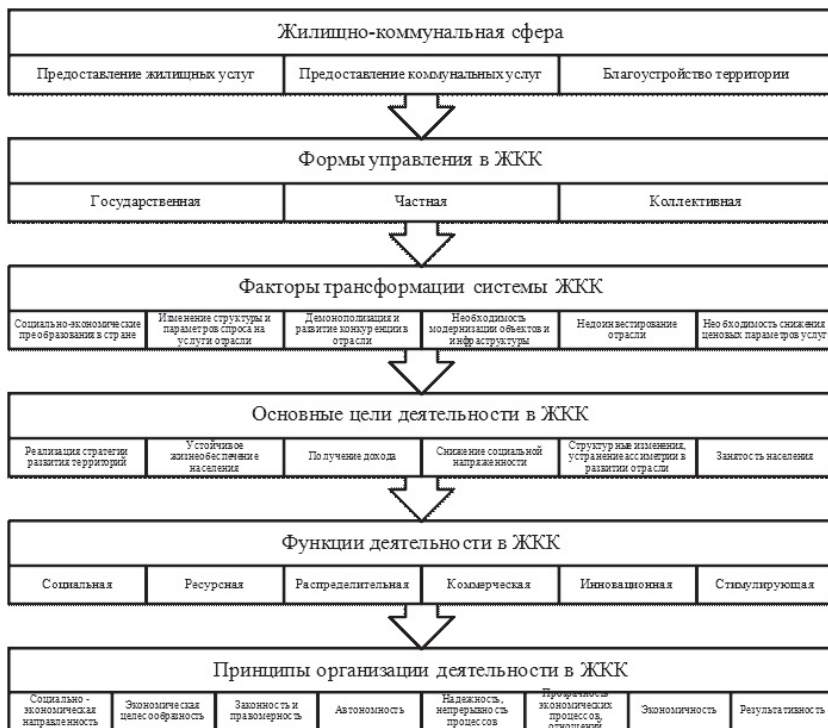 Жилищно-коммунальная сфера
Предоставление жилищных услуг
Предоставление коммунальных услуг
Благоустройство территории
Формы управления в ЖКК
Государственная
Частная
Коллективная
Факторы трансформации системы ЖКК
Социально-экономические
преобразования в стране
Изменение структуры и
параметров спроса на
услуги отрасли
Демонополизация и
развитие конкуренции в
отрасли
Необходимость
модернизации объектов и
инфраструктуры
Недоинвестирование
отрасли
Необходимость снижения
ценовых параметров услуг
Основные цели деятельности в ЖКК
Реализация стратегии
развития территорий
Устойчивое
жизнеобеспечение
населения
Получение дохода
Снижение социальной
напряженности
Структурные изменения,
устранение ассиметрии в
развитии отрасли
Занятость населения
Функции деятельности в ЖКК
Социальная
Ресурсная
Распределительная
Коммерческая
Инновационная
Стимулирующая
Принципы организации деятельности в ЖКК
Социально -
экономическая
направленность
Экономическая
целесообразность
Законность и
правомерность
Автономность
Надежность,
непрерывность
процессов
Прозрачность
экономических
процессов,
отношений
Экономичность
Результативность